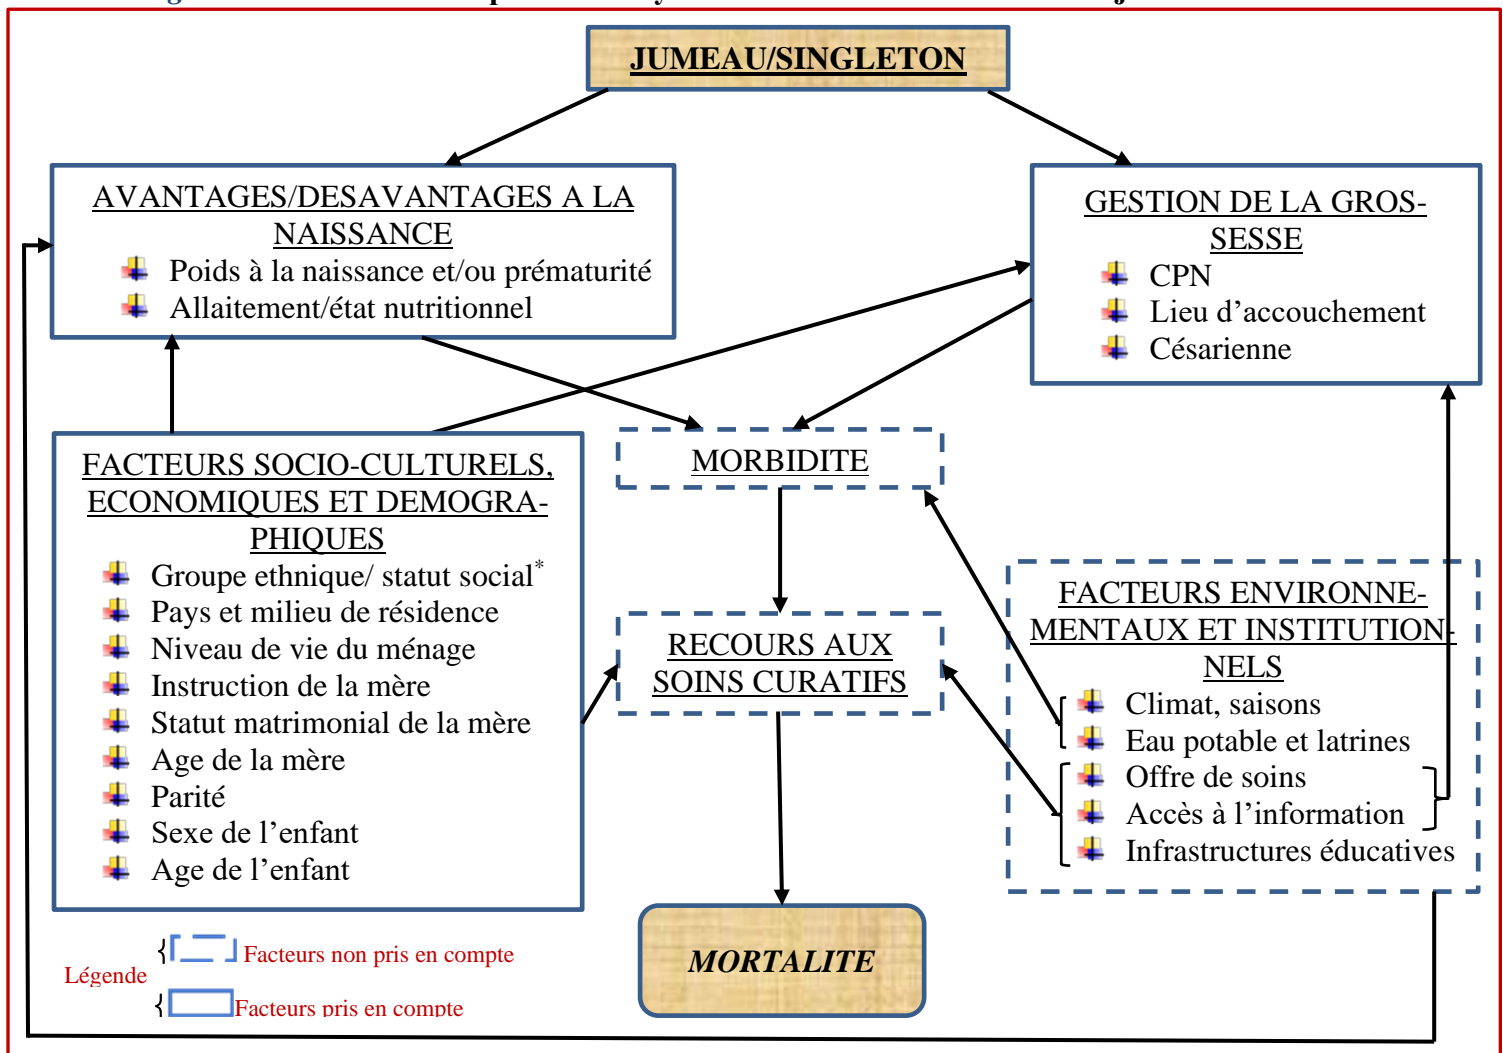 JUMEAU/SINGLETON
AVANTAGES/DESAVANTAGES A LA
NAISSANCE
Poids à la naissance et/ou prématurité
Allaitement/état nutritionnel
GESTION DE LA GROS-
SESSE
CPN
Lieu d’accouchement
Césarienne
FACTEURS SOCIO-CULTURELS,
ECONOMIQUES ET DEMOGRA-
PHIQUES
Groupe ethnique/ statut social*
Pays et milieu de résidence
Niveau de vie du ménage
Instruction de la mère
Statut matrimonial de la mère
Age de la mère
Parité
Sexe de l’enfant
Age de l’enfant
MORBIDITE
RECOURS AUX
SOINS CURATIFS
FACTEURS ENVIRONNE-
MENTAUX ET INSTITUTION-
NELS
Climat, saisons
Eau potable et latrines
Offre de soins
Accès à l’information
Infrastructures éducatives
MORTALITE
Légende
Facteurs non pris en compte
Facteurs pris en compte